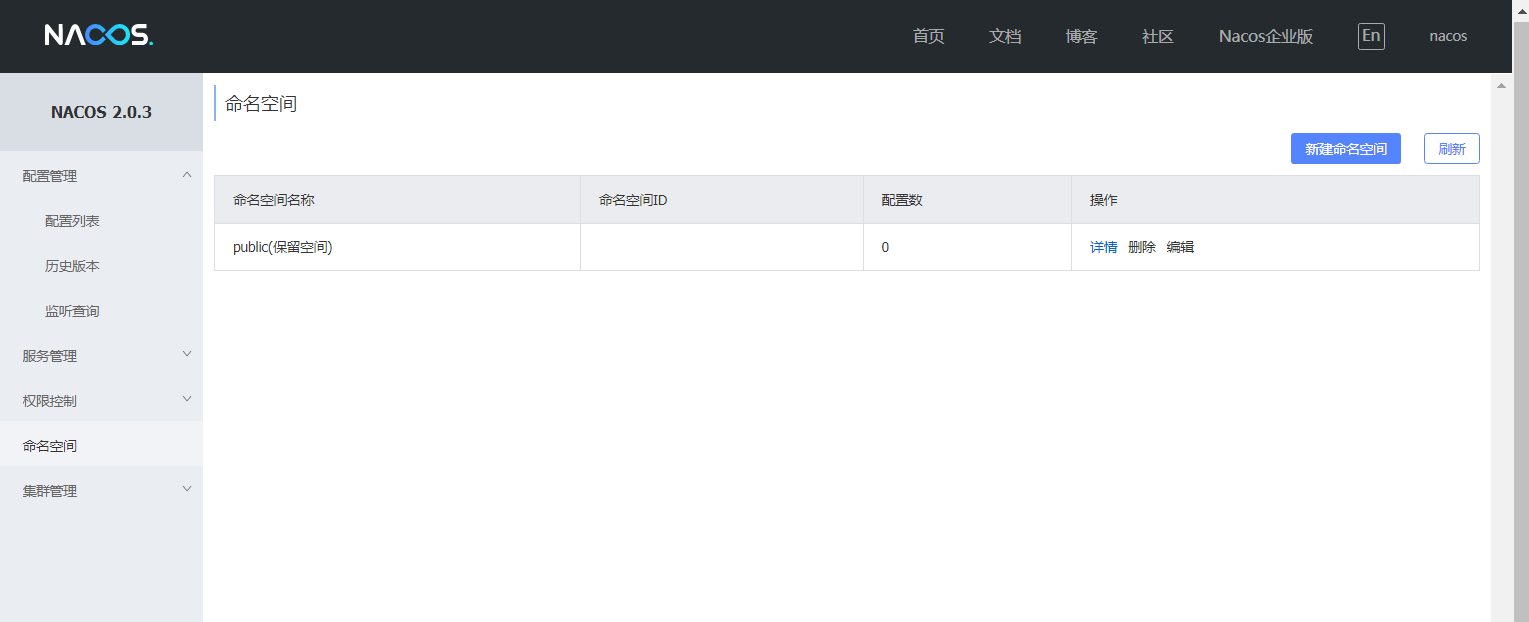 NACOS.
首页 文档 博客 社区 Nacos企业版 En nacos
NACOS 2.0.3
配置管理
配置列表
历史版本
监听查询
服务管理
权限控制
命名空间
集群管理
命名空间
新建命名空间 刷新
命名空间名称 命名空间ID 配置数 操作
public(保留空间) 0 详情 删除 编辑